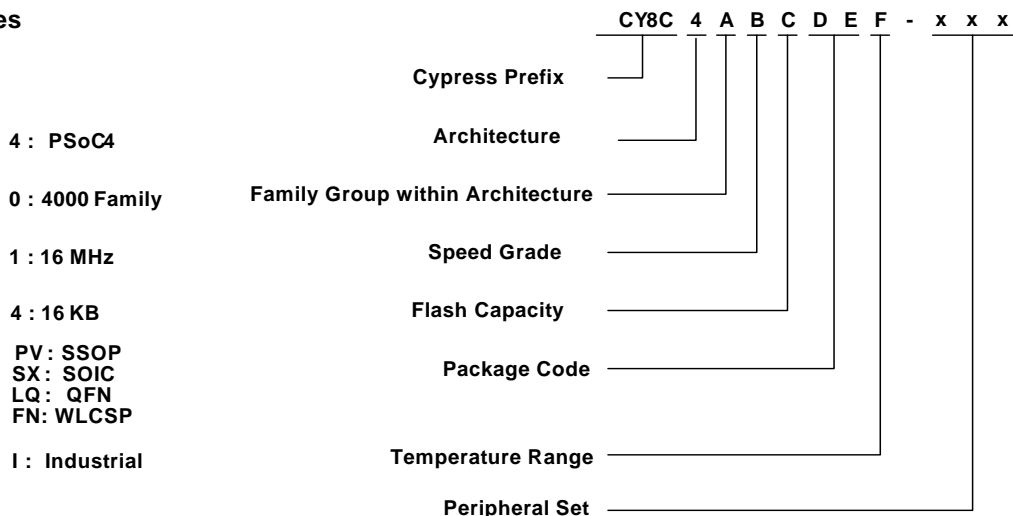 es
CY8C 4 A B C D E F - x x x
Cypress Prefix
4 : PSoC4 Architecture
0 : 4000 Family Family Group within Architecture
1 : 16 MHz Speed Grade
4 : 16 KB Flash Capacity
PV : SSOP
SX : SOIC
LQ : QFN
FN: WLCSP
Package Code
I : Industrial Temperature Range
Peripheral Set